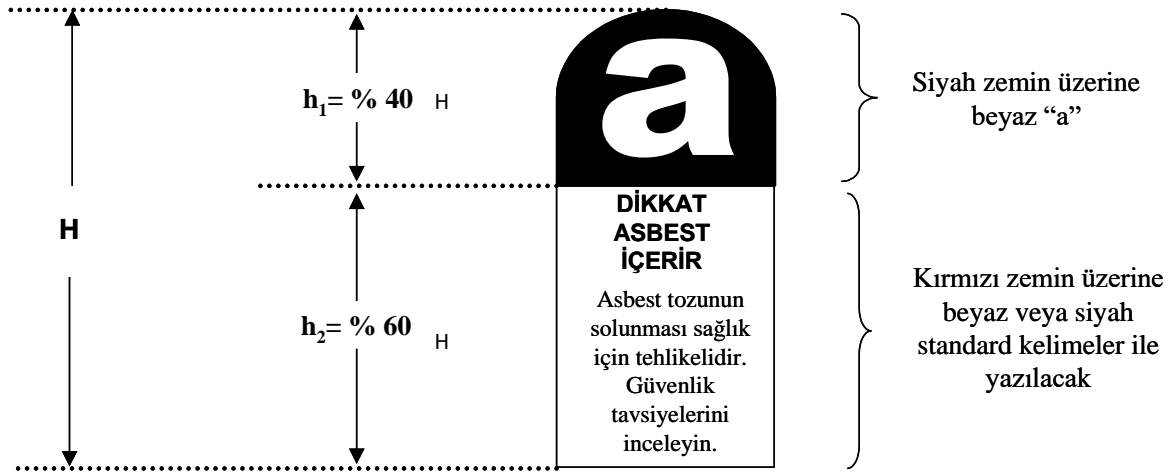 H
h1= % 40 H
h2= % 60 H
a
DİKKAT
ASBEST
İÇERİR
Asbest tozunun
solunması sağlık
için tehlikelidir.
Güvenlik
tavsiyelerini
inceleyin.
Siyah zemin üzerine
beyaz “a”
Kırmızı zemin üzerine
beyaz veya siyah
standard kelimeler ile
yazılacak